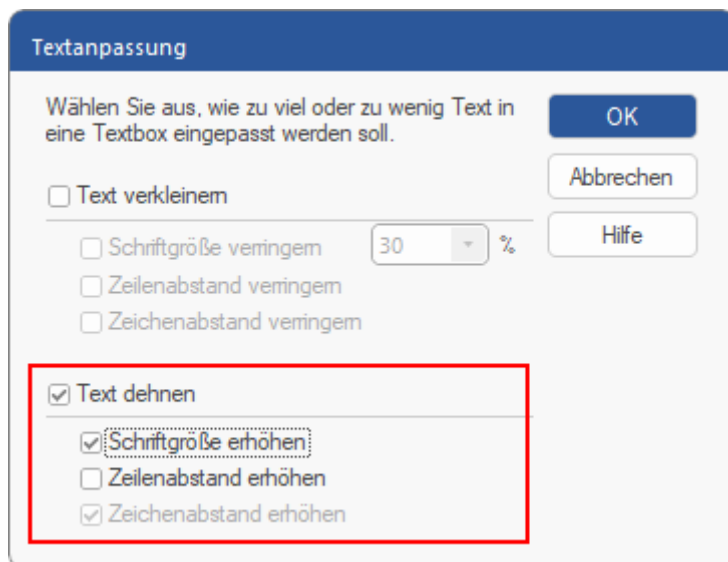 Textanpassung
Wählen Sie aus, wie zu viel oder zu wenig Text in
eine Textbox eingepasst werden soll.
OK
Abbrechen
Hilfe
Text verkleinern
Schriftgröße verringern 30 %
Zeilenabstand verringern
Zeichenabstand verringern
Text dehnen
Schriftgröße erhöhen
Zeilenabstand erhöhen
Zeichenabstand erhöhen